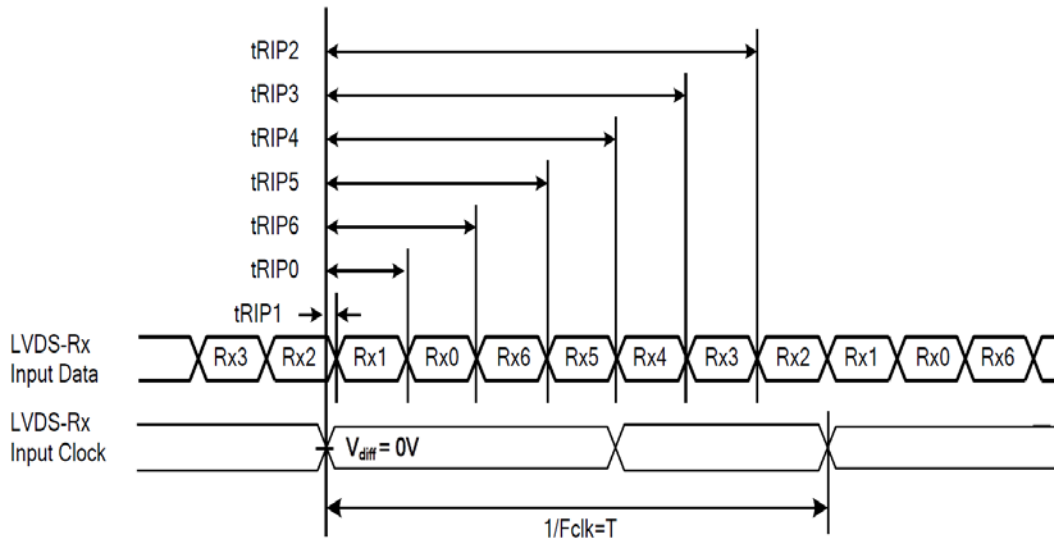 tRIP2
tRIP3
tRIP4
tRIP5
tRIP6
tRIP0
tRIP1
LVDS-Rx
Input Data
Rx3 Rx2 Rx1 Rx0 Rx6 Rx5 Rx4 Rx3 Rx2 Rx1 Rx0 Rx6
LVDS-Rx
Input Clock
Vdiff = 0V
1/Fclk=T